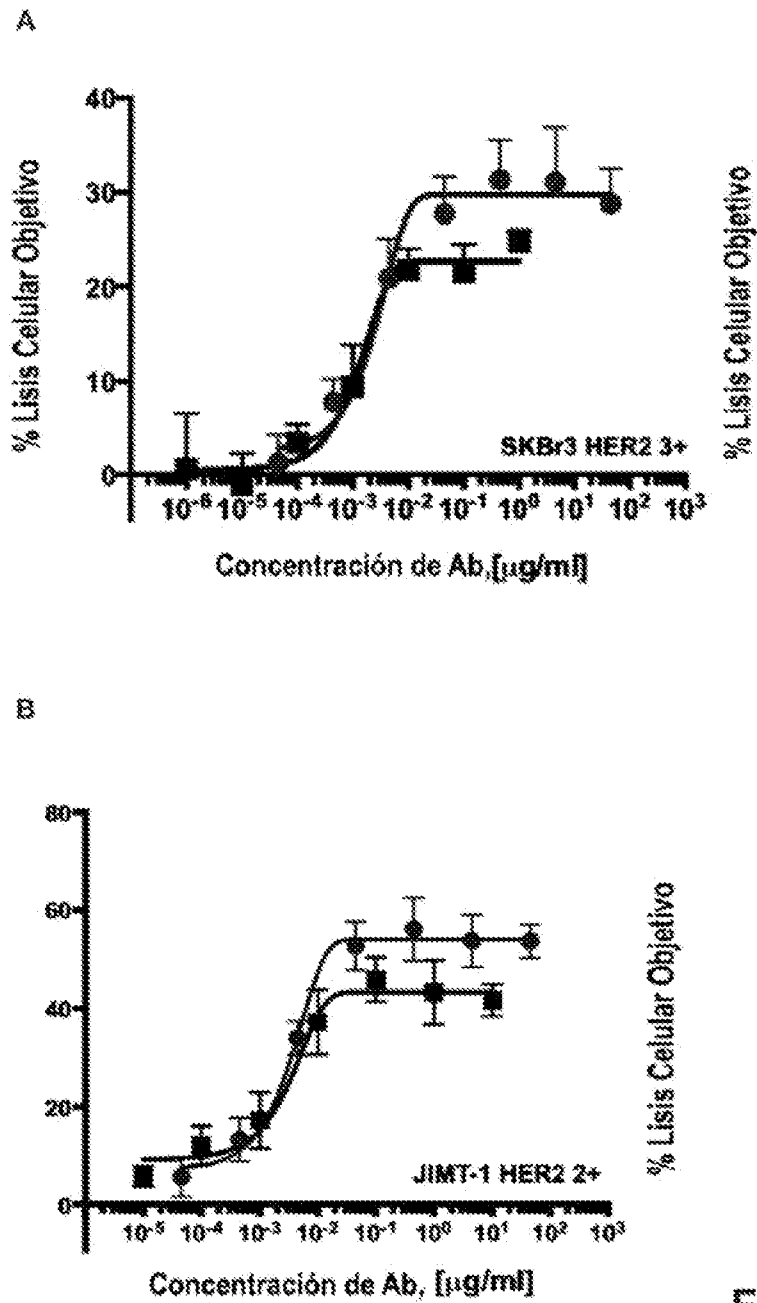 A
% Lisis Celular Objetivo
40
30
20
10
0
SKBr3 HER2 3+
10⁻⁶ 10⁻⁵ 10⁻⁴ 10⁻³ 10⁻² 10⁻¹ 10⁰ 10¹ 10² 10³
Concentración de Ab, [µg/ml]
% Lisis Celular Objetivo
B
80
60
40
20
0
JIMT-1 HER2 2+
10⁻⁵ 10⁻⁴ 10⁻³ 10⁻² 10⁻¹ 10⁰ 10¹ 10² 10³
Concentración de Ab, [µg/ml]
% Lisis Celular Objetivo